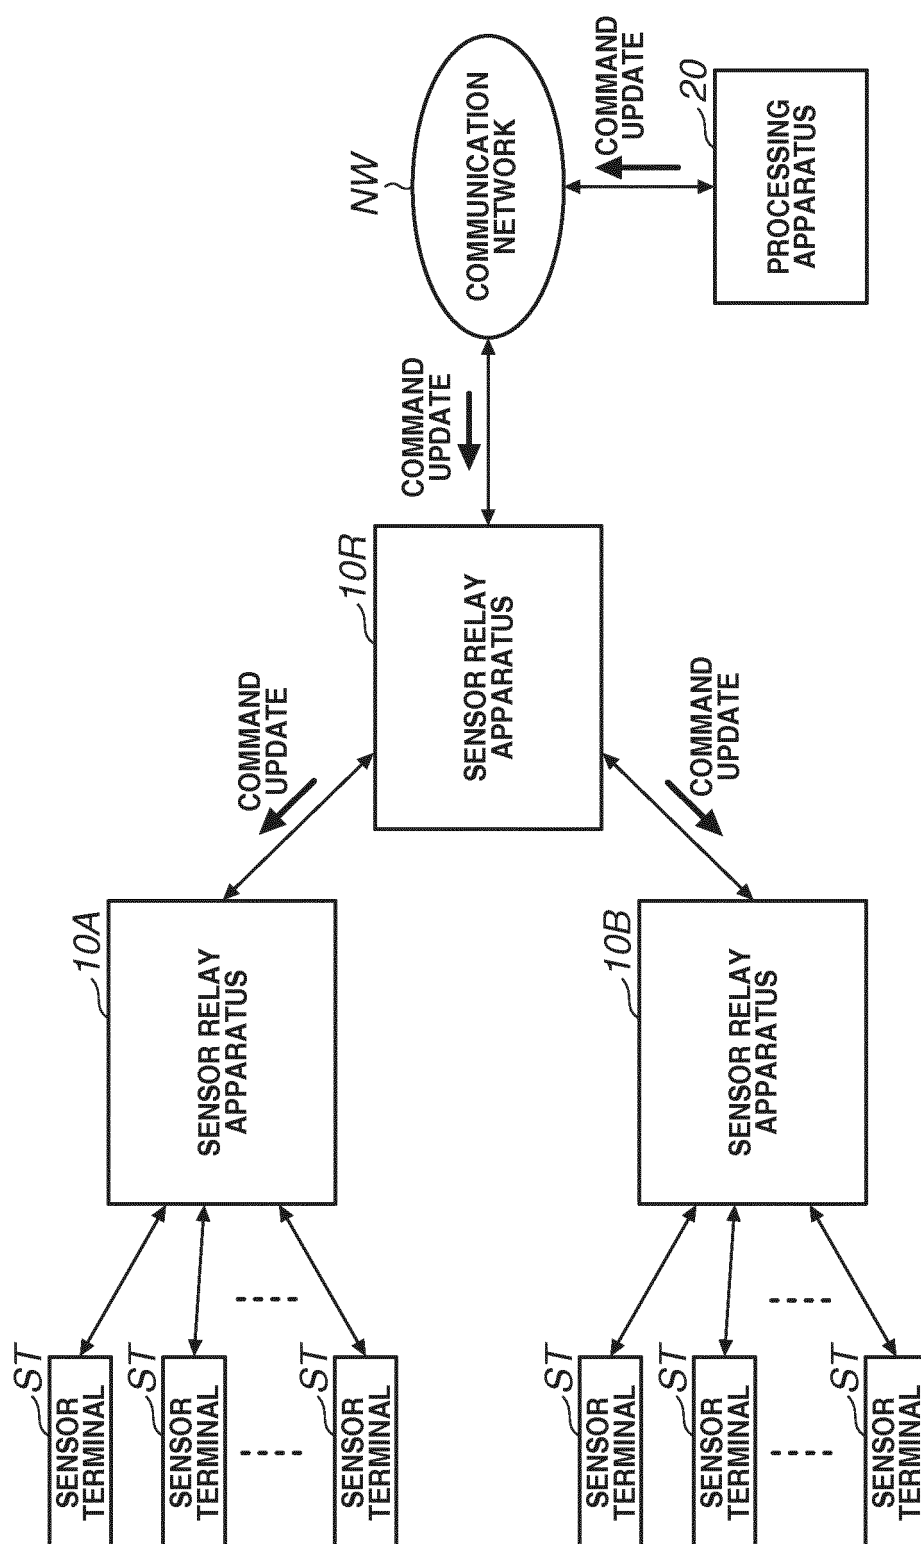 SENSOR
TERMINAL
ST
SENSOR
TERMINAL
ST
SENSOR
TERMINAL
ST
SENSOR RELAY
APPARATUS
10A
COMMAND
UPDATE
SENSOR RELAY
APPARATUS
10R
COMMAND
UPDATE
NW
COMMUNICATION
NETWORK
COMMAND
UPDATE
20
PROCESSING
APPARATUS
COMMAND
UPDATE
SENSOR RELAY
APPARATUS
10B
SENSOR
TERMINAL
ST
SENSOR
TERMINAL
ST
SENSOR
TERMINAL
ST